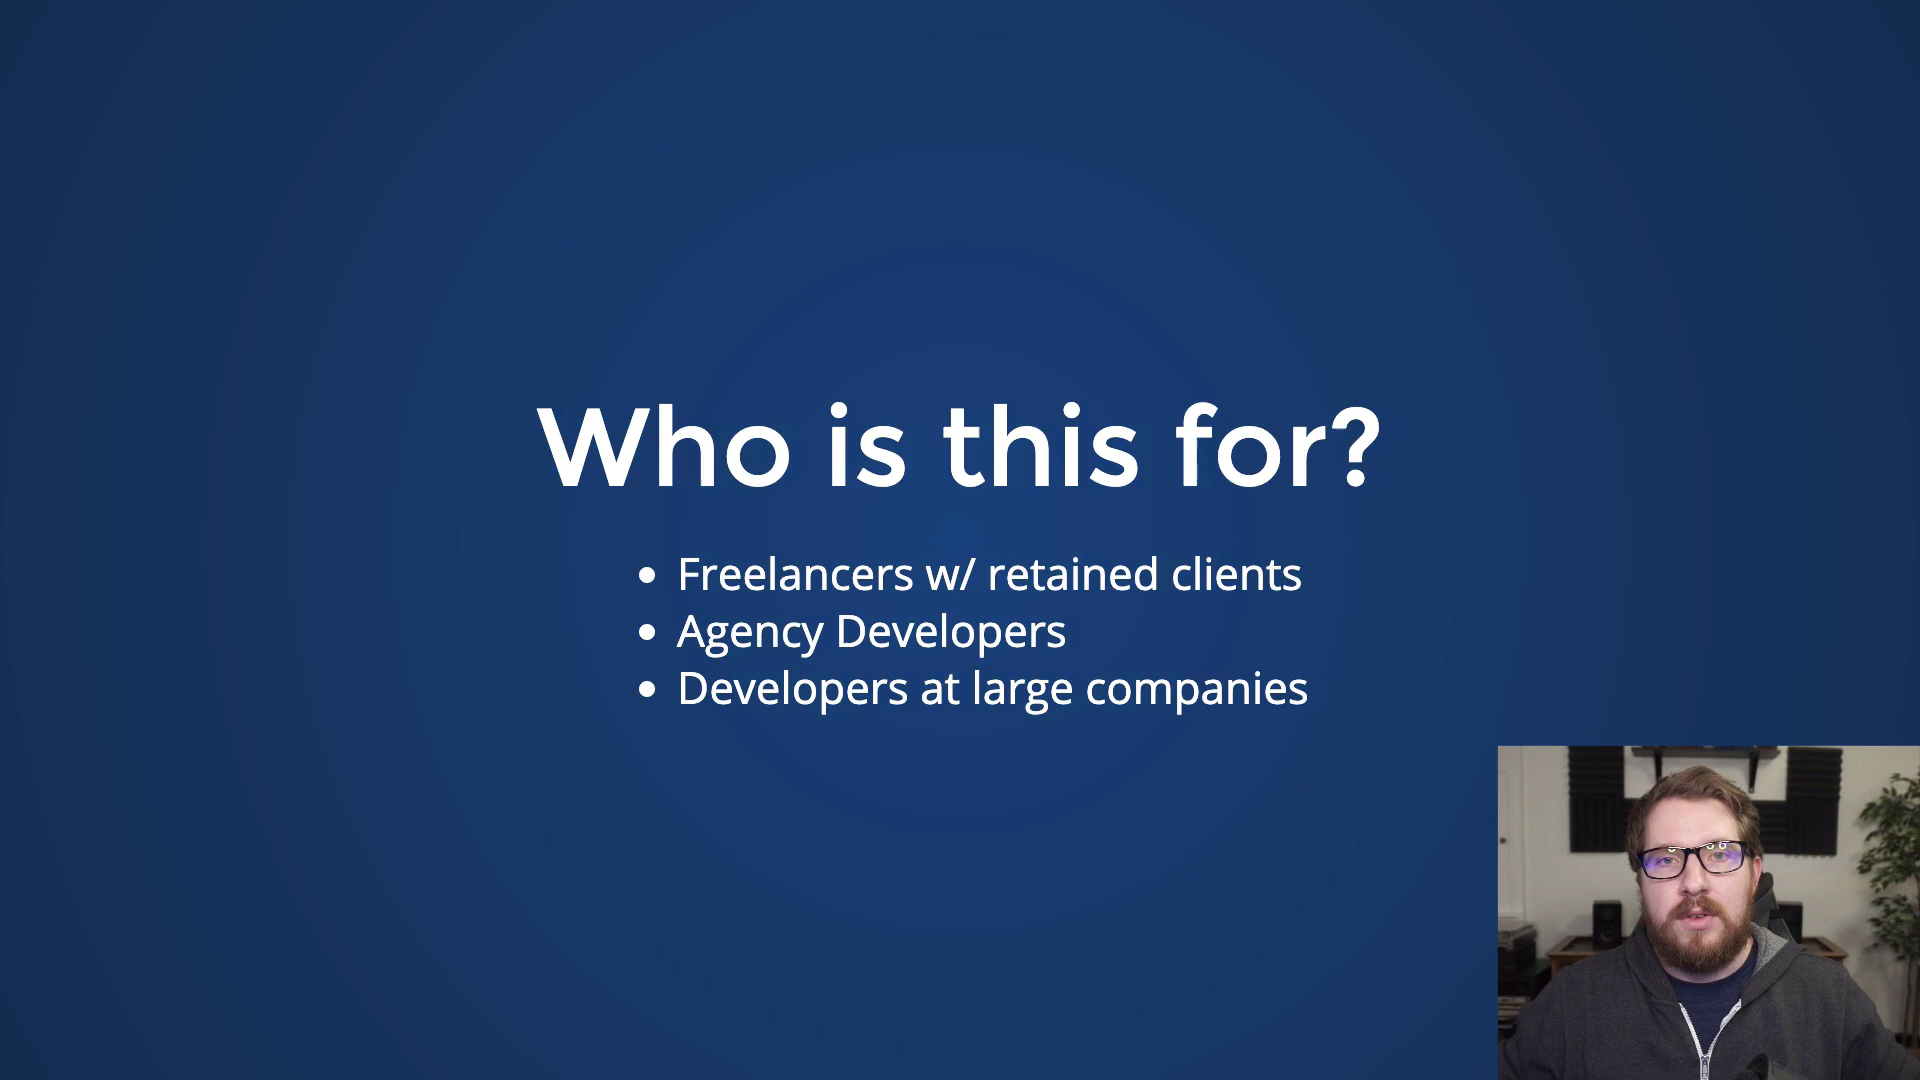 Who is this for?
Freelancers w/ retained clients
Agency Developers
Developers at large companies